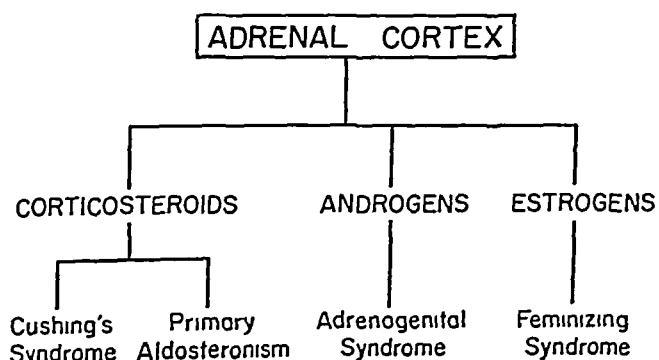 ADRENAL CORTEX
CORTICOSTEROIDS ANDROGENS ESTROGENS
Cushing's Primary Adrenogenital Feminizing
Syndrome Aldosteronism Syndrome Syndrome